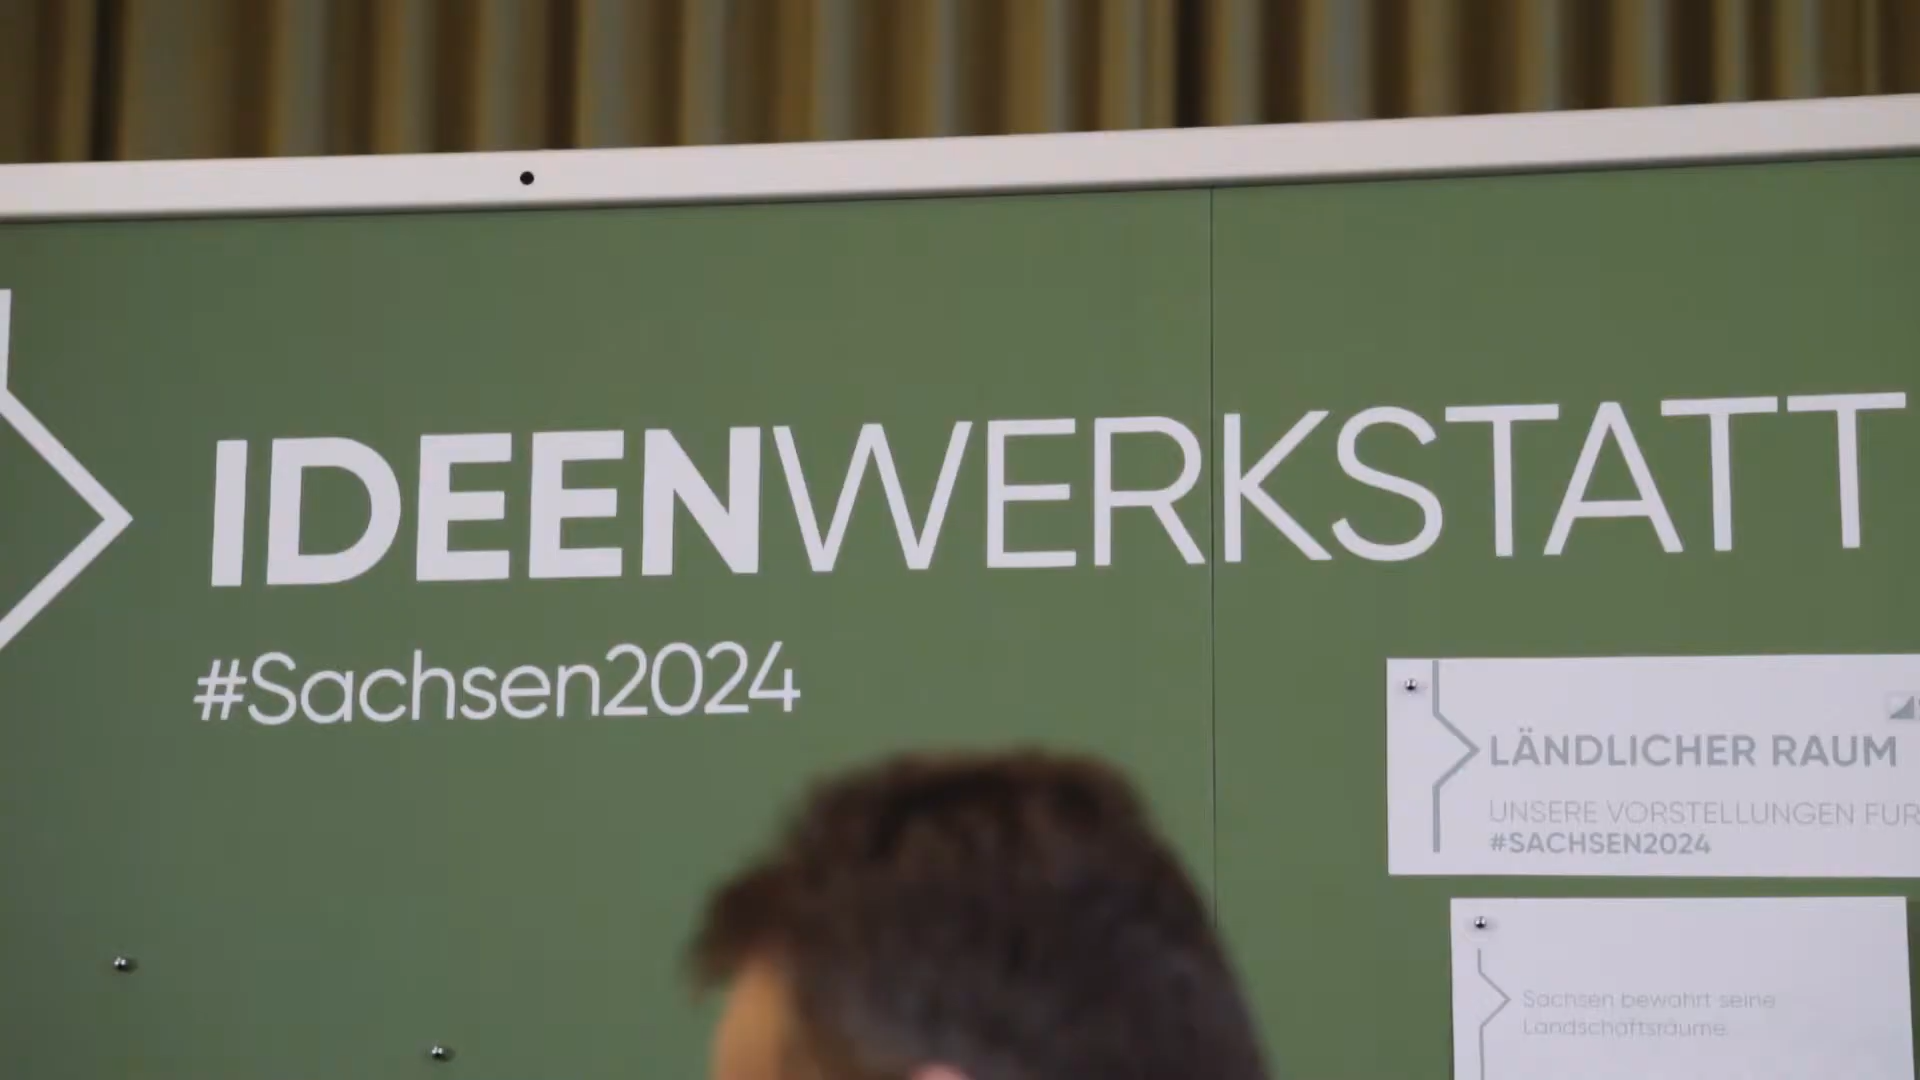 IDEENWERKSTATT
#Sachsen2024
LÄNDLICHER RAUM
UNSERE VORSTELLUNGEN FÜR
#SACHSEN2024
Sachsen bewahrt seine
Landschaftsräume.